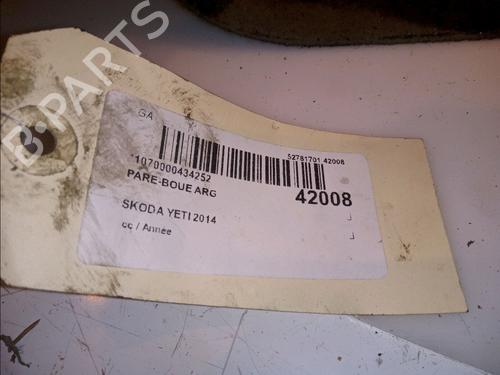 B-PARTS
GA
52781701 42008
*1070000434252
PARE-BOUE ARG
42008
SKODA YETI 2014
cc / Année